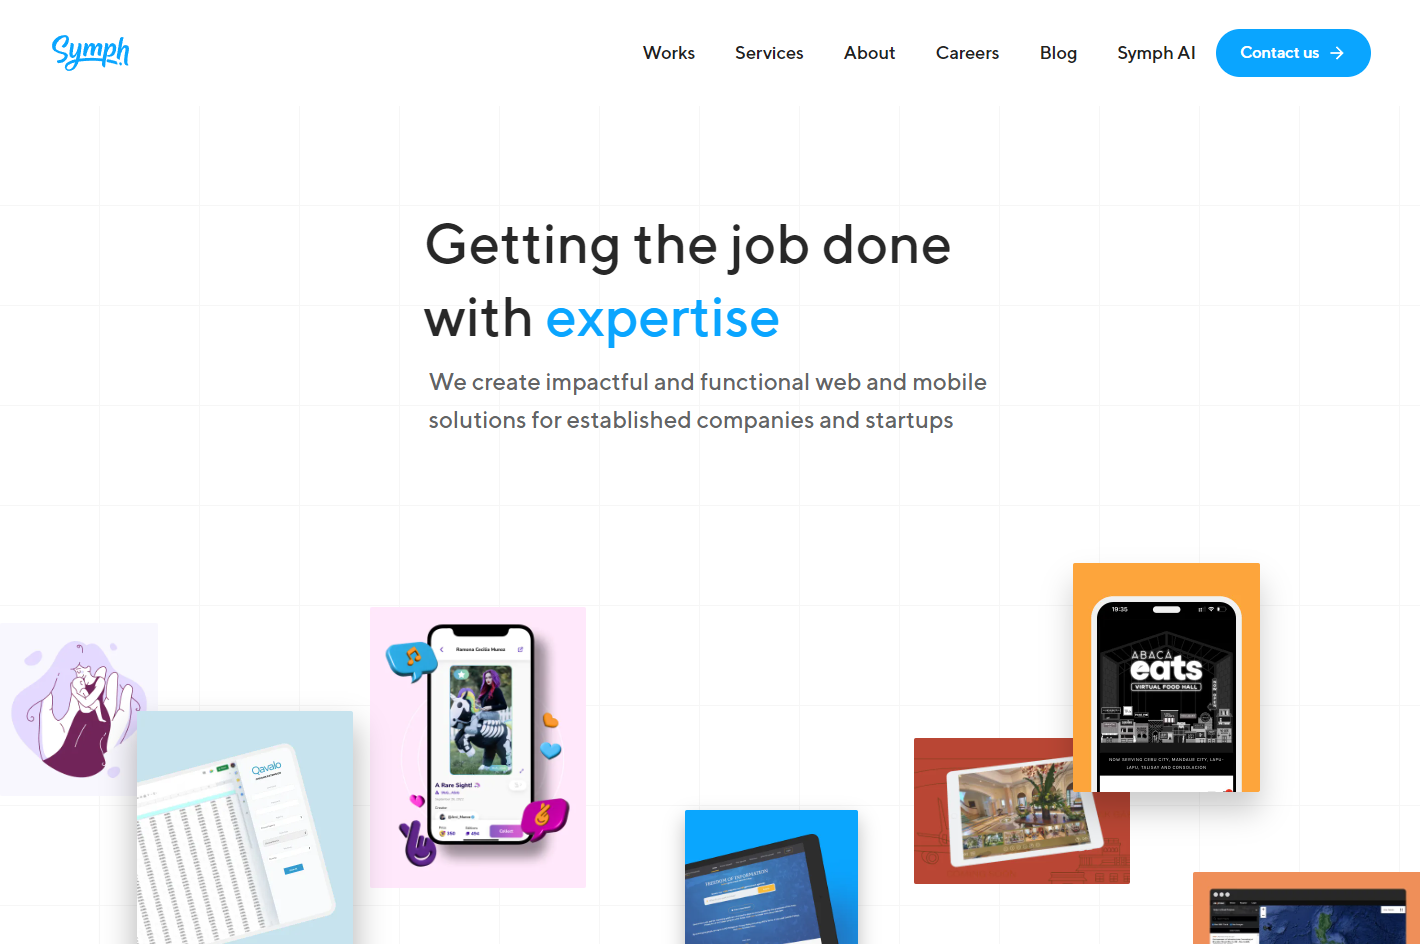 Symph
Works
Services
About
Careers
Blog
Symph AI
Contact us
Getting the job done
with expertise
We create impactful and functional web and mobile
solutions for established companies and startups
19:35
ABACA
eats
VIRTUAL FOOD HALL
NOW SERVING CEBU CITY, MANDAUE CITY, LAPU-
LAPU, TALISAY AND CONSOLACION
Ramona Cecilia Munoz
A Rare Sight!
Creator
Qavalo
FREEDOM OF INFORMATION